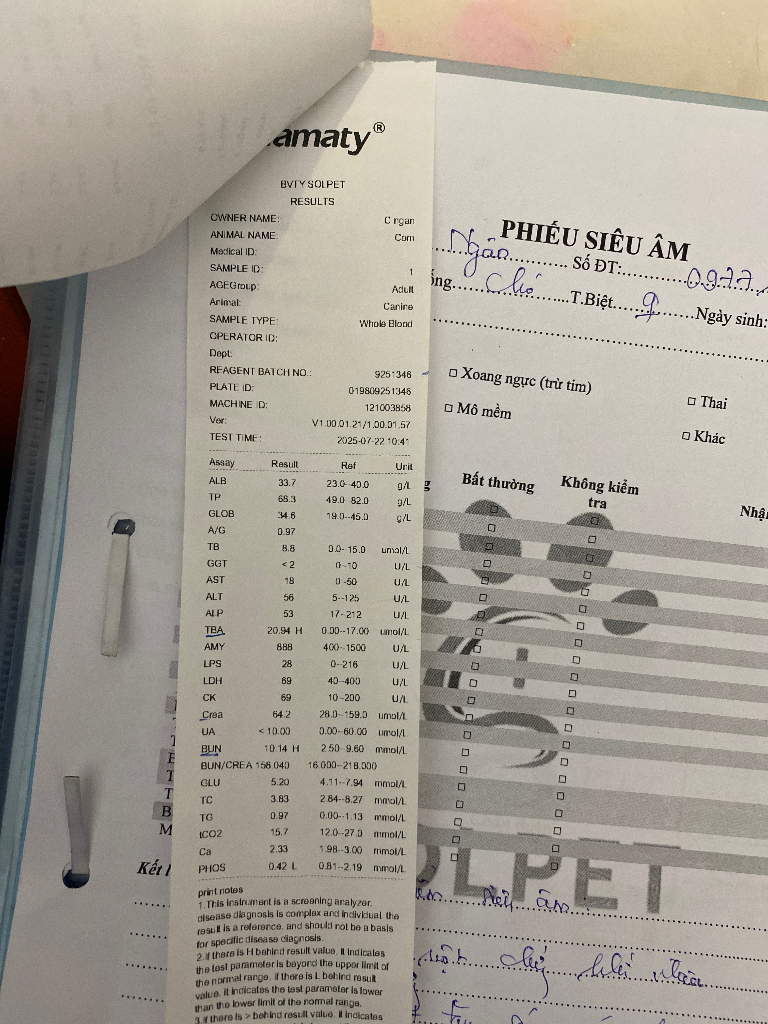 amaty®
BVTY SOLPET
RESULTS
OWNER NAME: C ngan
ANIMAL NAME: Com
Medical ID:
SAMPLE ID: 1
AGEGroup: Adult
Animal: Canine
SAMPLE TYPE: Whole Blood
OPERATOR ID:
Dept:
REAGENT BATCH NO.: 9251346
PLATE ID: 019809251346
MACHINE ID: 121003858
Ver: V1.00.01.21/1.00.01.57
TEST TIME: 2025-07-22 10:41
Assay Result Ref Unit
ALB 33.7 23.0--40.0 g/L
TP 68.3 49.0--82.0 g/L
GLOB 34.6 19.0--45.0 g/L
A/G 0.97
TB 8.8 0.0--15.0 umol/L
GGT <2 0--10 U/L
AST 18 0--50 U/L
ALT 56 5--125 U/L
ALP 53 17--212 U/L
TBA 20.94 H 0.00--17.00 umol/L
AMY 888 400--1500 U/L
LPS 28 0--216 U/L
LDH 69 40--400 U/L
CK 69 10--200 U/L
Crea 64.2 28.0--159.0 umol/L
UA <10.00 0.00--60.00 umol/L
BUN 10.14 H 2.50--9.60 mmol/L
BUN/CREA 158.040 16.000--218.000
GLU 5.20 4.11--7.94 mmol/L
TC 3.83 2.84--8.27 mmol/L
TG 0.97 0.00--1.13 mmol/L
tCO2 15.7 12.0--27.0 mmol/L
Ca 2.33 1.98--3.00 mmol/L
PHOS 0.42 L 0.81--2.19 mmol/L
print notes
1.This instrument is a screening analyzer,
disease diagnosis is complex and individual, the
result is a reference, and should not be a basis
for specific disease diagnosis.
2.if there is H behind result value, it indicates
the test parameter is beyond the upper limit of
the normal range, if there is L behind result
value, it indicates the test parameter is lower
than the lower limit of the normal range.
3.if there is > behind result value, it indicates
PHIẾU SIÊU ÂM
Ngân Số ĐT: 0977
ống Chó T.Biệt ♀ Ngày sinh:
□ Xoang ngực (trừ tim) □ Thai
□ Mô mềm □ Khác
g Bất thường Không kiểm tra Nhậ
OLPET
Kết l
siêu âm